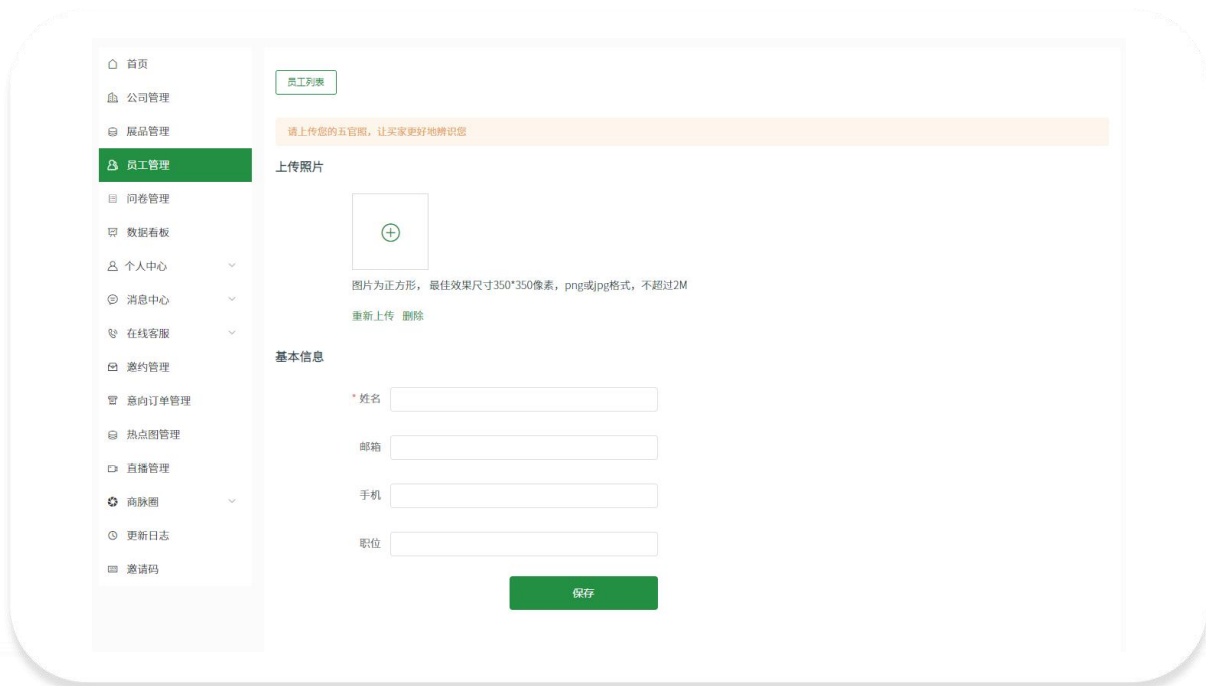 首页
公司管理
展品管理
员工管理
问卷管理
数据看板
个人中心
消息中心
在线客服
邀约管理
意向订单管理
热点图管理
直播管理
商脉圈
更新日志
邀请码
员工列表
请上传您的五官照，让买家更好地辨识您
上传照片
图片为正方形， 最佳效果尺寸350*350像素，png或jpg格式，不超过2M
重新上传 删除
基本信息
* 姓名
邮箱
手机
职位
保存